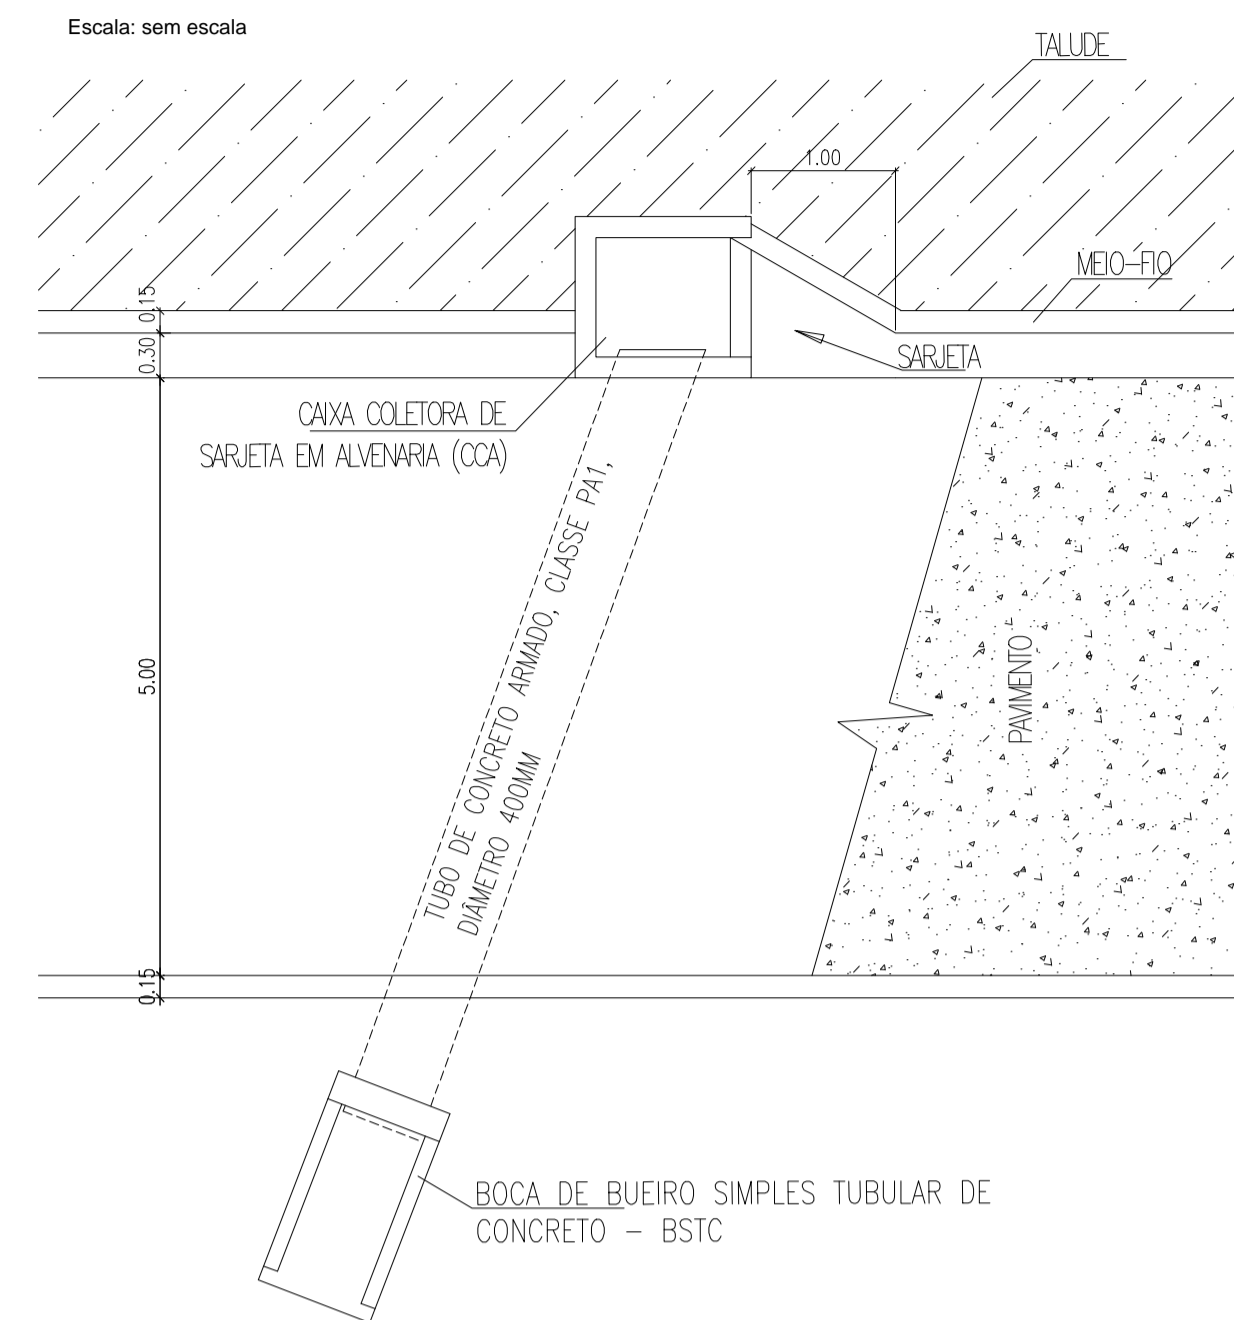 Escala: sem escala
TALUDE
1.00
MEIO-FIO
0.15
0.30
SARJETA
CAIXA COLETORA DE
SARJETA EM ALVENARIA (CCA)
TUBO DE CONCRETO ARMADO, CLASSE PA1,
DIÂMETRO 400MM
5.00
PAVIMENTO
0.15
BOCA DE BUEIRO SIMPLES TUBULAR DE
CONCRETO - BSTC